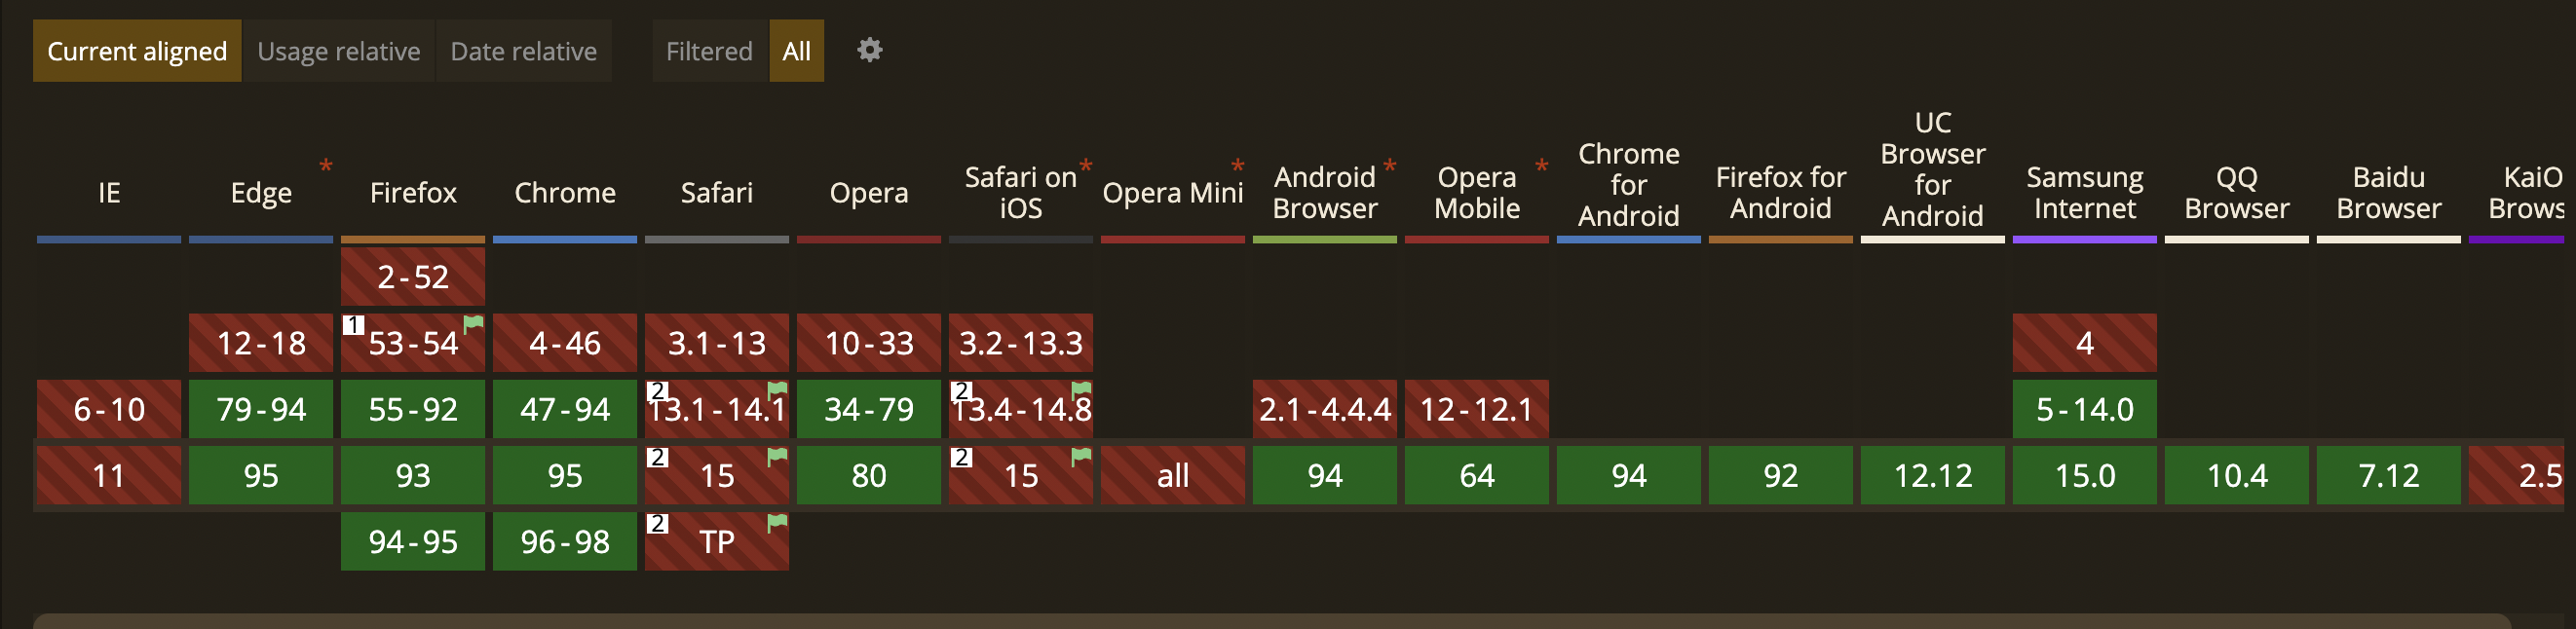 Current aligned Usage relative Date relative Filtered All
IE Edge * Firefox Chrome Safari Opera Safari on iOS * Opera Mini * Android Browser * Opera Mobile * Chrome for Android Firefox for Android UC Browser for Android Samsung Internet QQ Browser Baidu Browser KaiO Brows
2-52
12-18 1 53-54 4-46 3.1-13 10-33 3.2-13.3 4
6-10 79-94 55-92 47-94 2 13.1-14.1 34-79 2 13.4-14.8 2.1-4.4.4 12-12.1 5-14.0
11 95 93 95 2 15 80 2 15 all 94 64 94 92 12.12 15.0 10.4 7.12 2.5
94-95 96-98 2 TP